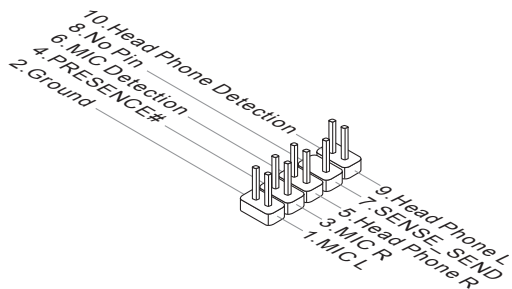 10.Head Phone Detection
8.No Pin
6.MIC Detection
4.PRESENCE#
2.Ground
9.Head Phone L
7.SENSE_SEND
5.Head Phone R
3.MIC R
1.MIC L